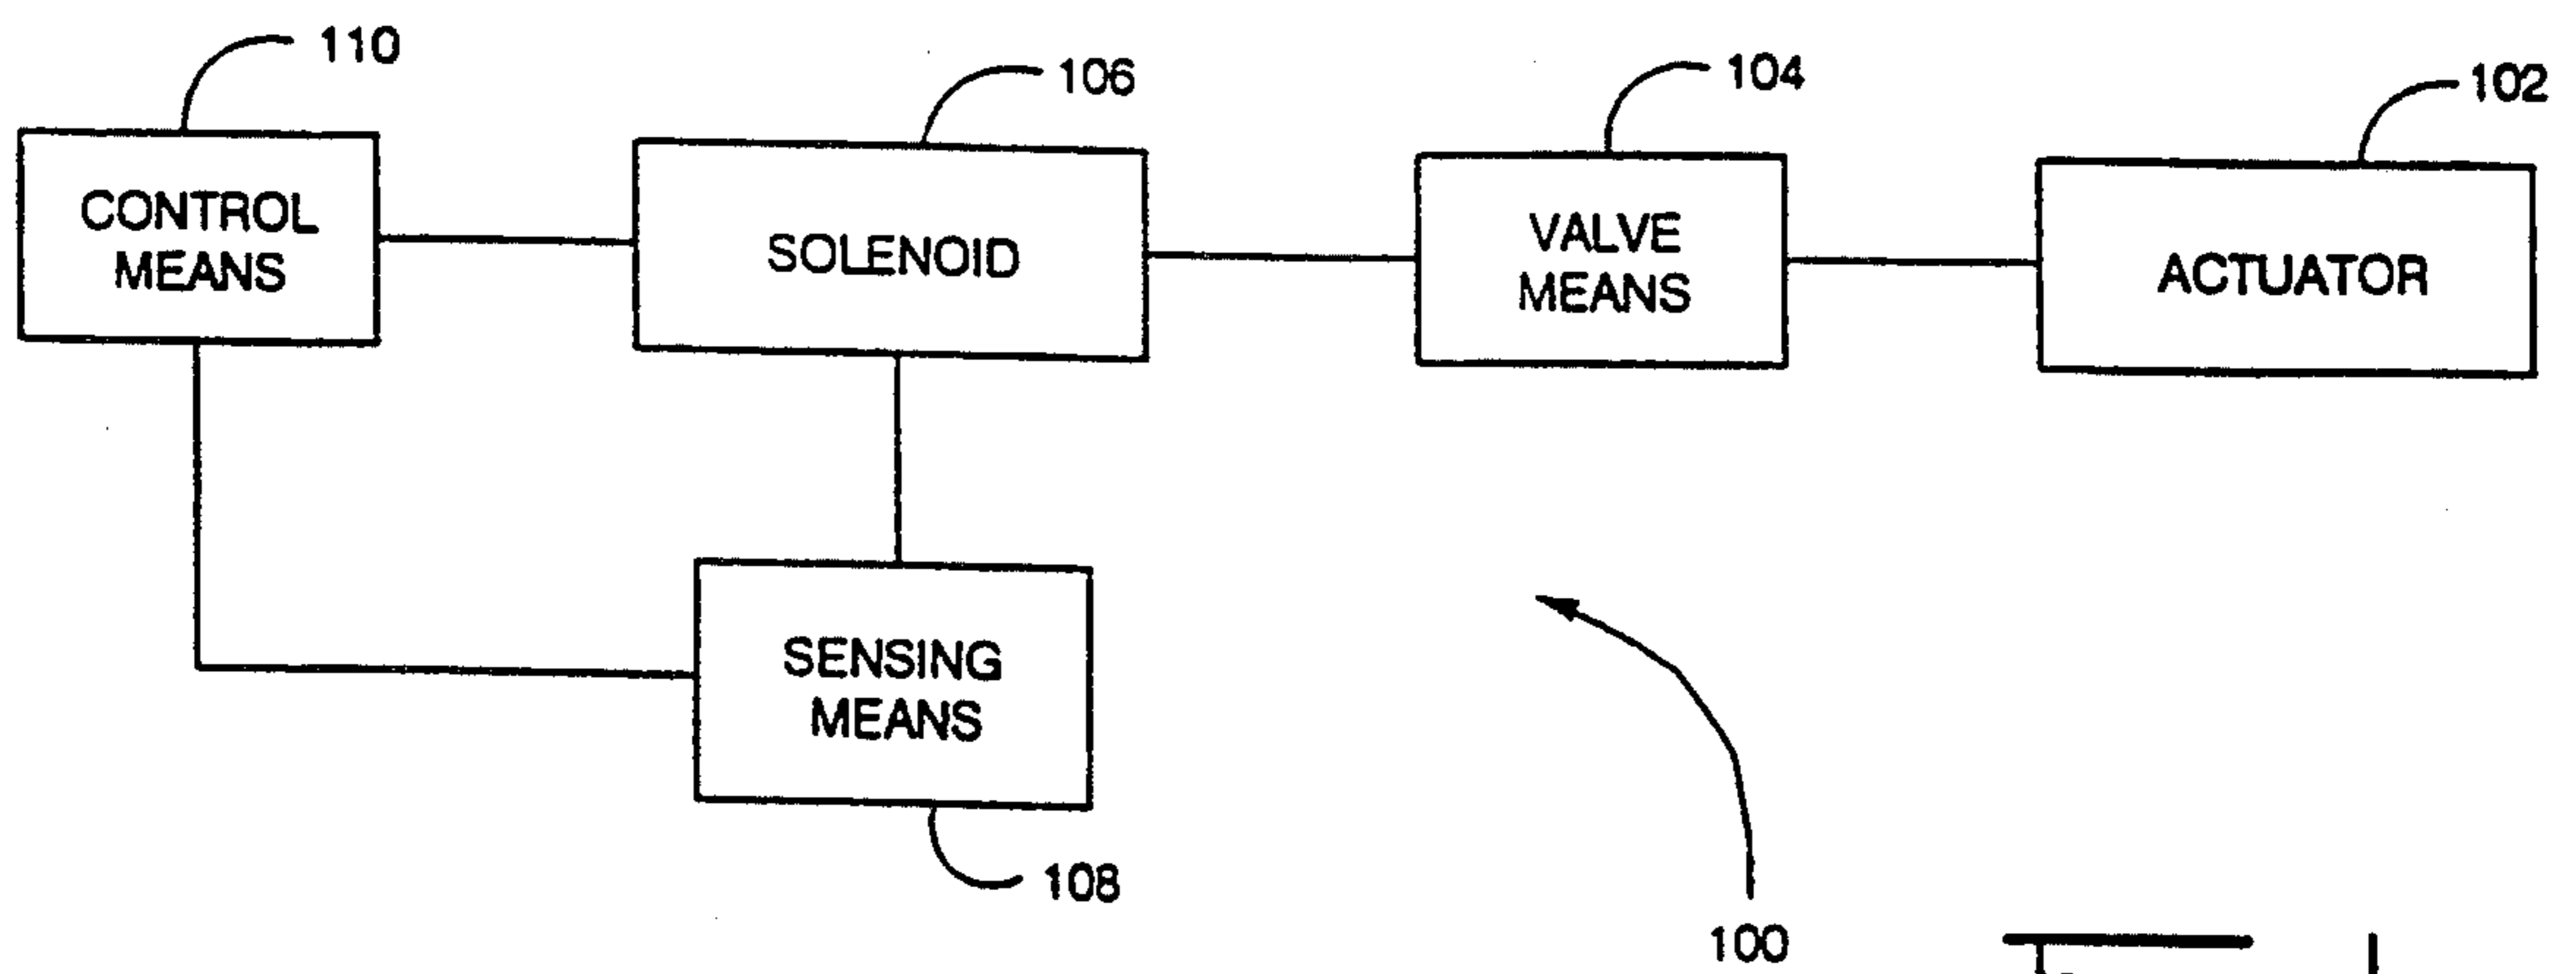 110
106
104
102
CONTROL
MEANS
SOLENOID
VALVE
MEANS
ACTUATOR
SENSING
MEANS
108
100